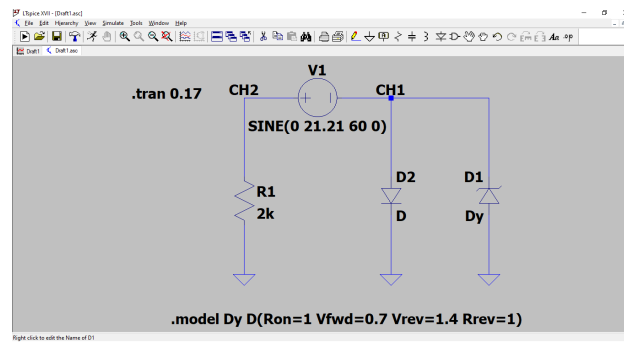 LTspice XVII - [Draft1.asc]
File Edit Hierarchy View Simulate Tools Window Help
Draft1 Draft1.asc
V1
.tran 0.17 CH2 CH1
SINE(0 21.21 60 0)
D2 D1
R1
2k D Dy
.model Dy D(Ron=1 Vfwd=0.7 Vrev=1.4 Rrev=1)
Right click to edit the Name of D1